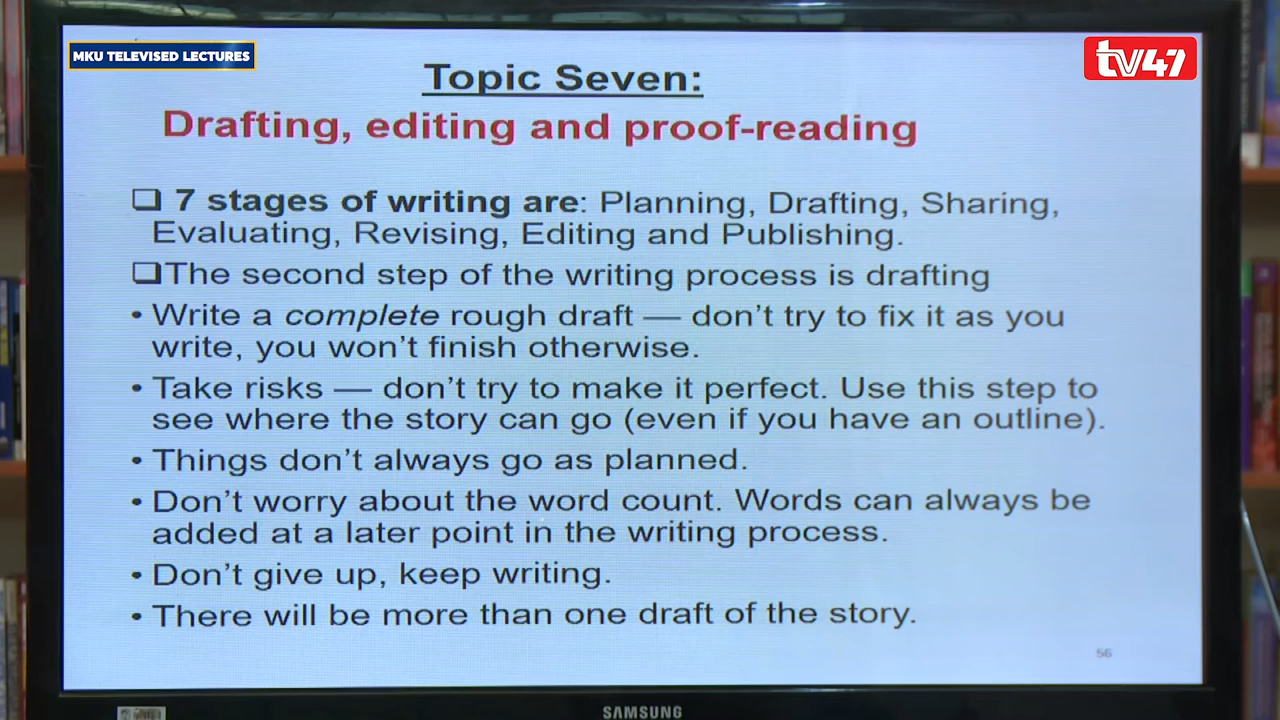 MKU TELEVISED LECTURES
tv47
Topic Seven:
Drafting, editing and proof-reading
❑ 7 stages of writing are: Planning, Drafting, Sharing,
Evaluating, Revising, Editing and Publishing.
❑The second step of the writing process is drafting
• Write a complete rough draft — don't try to fix it as you
write, you won't finish otherwise.
• Take risks — don't try to make it perfect. Use this step to
see where the story can go (even if you have an outline).
• Things don't always go as planned.
• Don't worry about the word count. Words can always be
added at a later point in the writing process.
• Don't give up, keep writing.
• There will be more than one draft of the story.
56
SAMSUNG